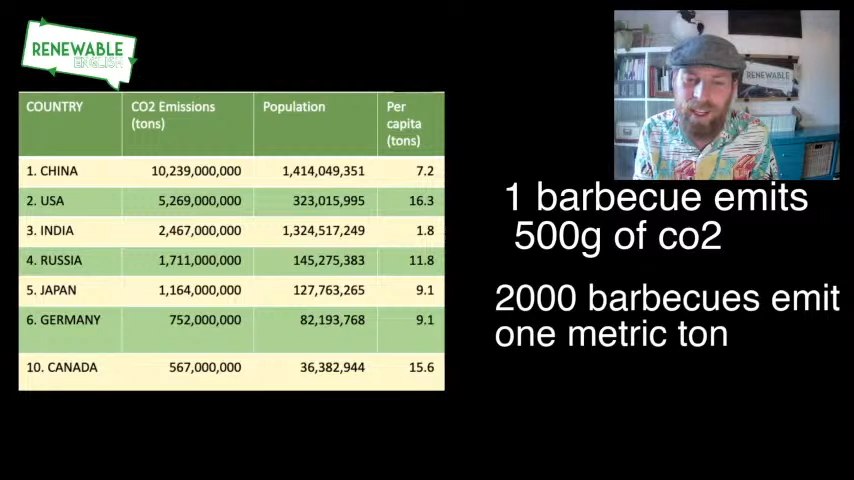 RENEWABLE
ENGLISH
COUNTRY CO2 Emissions (tons) Population Per capita (tons)
1. CHINA 10,239,000,000 1,414,049,351 7.2
2. USA 5,269,000,000 323,015,995 16.3
3. INDIA 2,467,000,000 1,324,517,249 1.8
4. RUSSIA 1,711,000,000 145,275,383 11.8
5. JAPAN 1,164,000,000 127,763,265 9.1
6. GERMANY 752,000,000 82,193,768 9.1
10. CANADA 567,000,000 36,382,944 15.6
RENEWABLE
1 barbecue emits
500g of co2
2000 barbecues emit
one metric ton